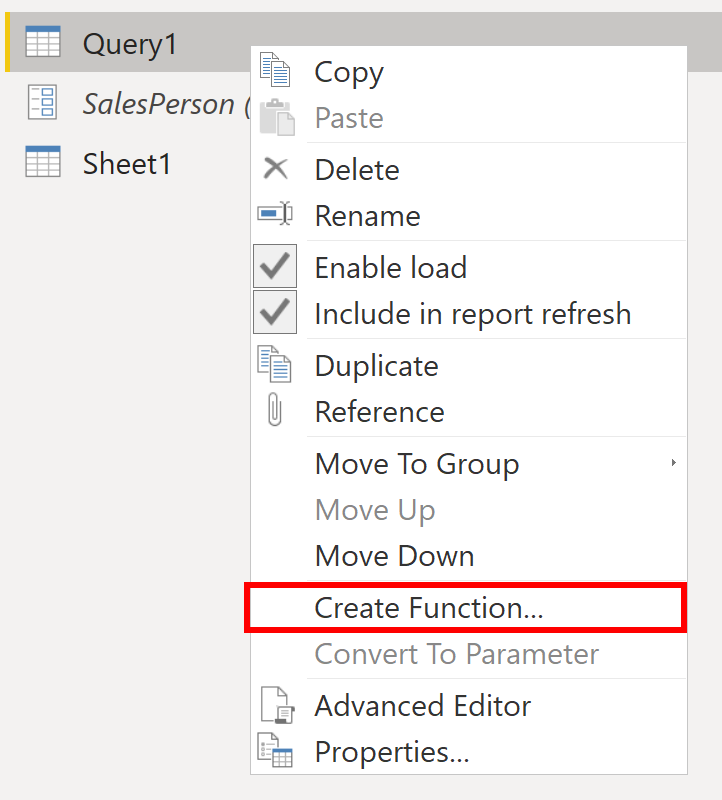 Query1
SalesPerson (
Sheet1
Copy
Paste
Delete
Rename
Enable load
Include in report refresh
Duplicate
Reference
Move To Group
Move Up
Move Down
Create Function...
Convert To Parameter
Advanced Editor
Properties...